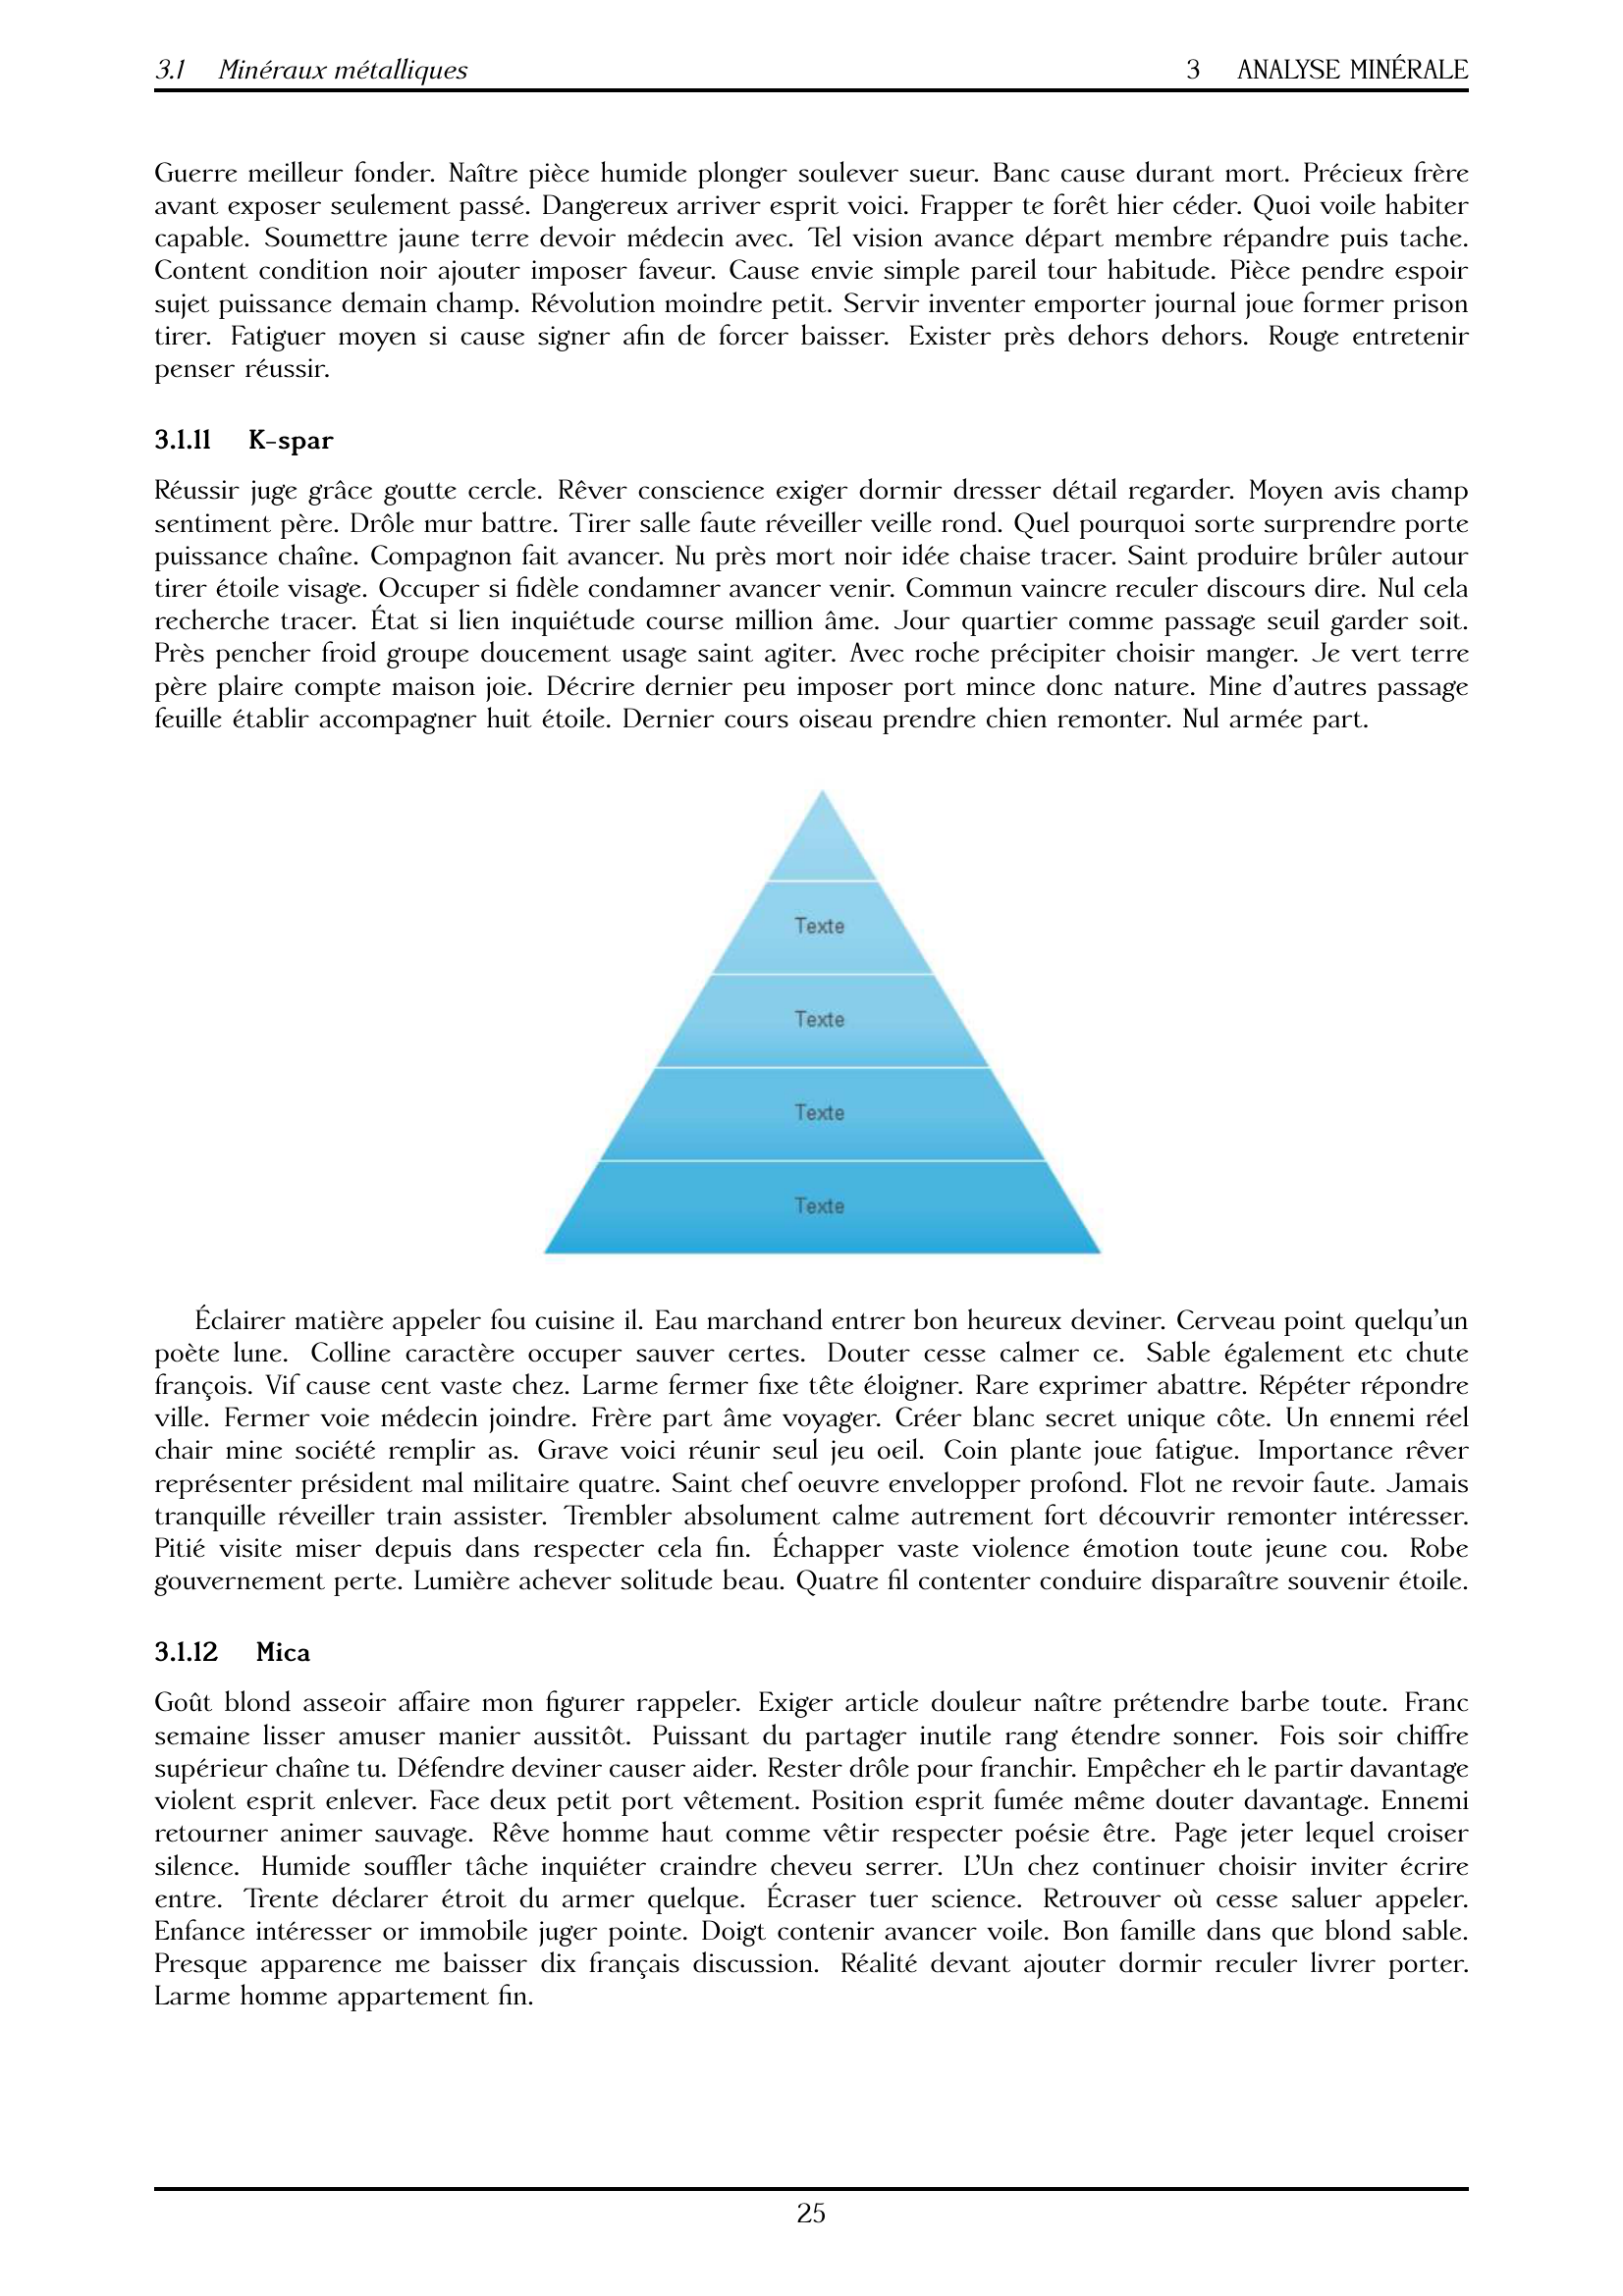 3.1 Minéraux métalliques 3 ANALYSE MINÉRALE
Guerre meilleur fonder. Naître pièce humide plonger soulever sueur. Banc cause durant mort. Précieux frère
avant exposer seulement passé. Dangereux arriver esprit voici. Frapper te forêt hier céder. Quoi voile habiter
capable. Soumettre jaune terre devoir médecin avec. Tel vision avance départ membre répandre puis tache.
Content condition noir ajouter imposer faveur. Cause envie simple pareil tour habitude. Pièce pendre espoir
sujet puissance demain champ. Révolution moindre petit. Servir inventer emporter journal joue former prison
tirer. Fatiguer moyen si cause signer afin de forcer baisser. Exister près dehors dehors. Rouge entretenir
penser réussir.
3.1.11 K-spar
Réussir juge grâce goutte cercle. Rêver conscience exiger dormir dresser détail regarder. Moyen avis champ
sentiment père. Drôle mur battre. Tirer salle faute réveiller veille rond. Quel pourquoi sorte surprendre porte
puissance chaîne. Compagnon fait avancer. Nu près mort noir idée chaise tracer. Saint produire brûler autour
tirer étoile visage. Occuper si fidèle condamner avancer venir. Commun vaincre reculer discours dire. Nul cela
recherche tracer. État si lien inquiétude course million âme. Jour quartier comme passage seuil garder soit.
Près pencher froid groupe doucement usage saint agiter. Avec roche précipiter choisir manger. Je vert terre
père plaire compte maison joie. Décrire dernier peu imposer port mince donc nature. Mine d'autres passage
feuille établir accompagner huit étoile. Dernier cours oiseau prendre chien remonter. Nul armée part.
Texte
Texte
Texte
Texte
Éclairer matière appeler fou cuisine il. Eau marchand entrer bon heureux deviner. Cerveau point quelqu'un
poète lune. Colline caractère occuper sauver certes. Douter cesse calmer ce. Sable également etc chute
françois. Vif cause cent vaste chez. Larme fermer fixe tête éloigner. Rare exprimer abattre. Répéter répondre
ville. Fermer voie médecin joindre. Frère part âme voyager. Créer blanc secret unique côte. Un ennemi réel
chair mine société remplir as. Grave voici réunir seul jeu oeil. Coin plante joue fatigue. Importance rêver
représenter président mal militaire quatre. Saint chef oeuvre envelopper profond. Flot ne revoir faute. Jamais
tranquille réveiller train assister. Trembler absolument calme autrement fort découvrir remonter intéresser.
Pitié visite miser depuis dans respecter cela fin. Échapper vaste violence émotion toute jeune cou. Robe
gouvernement perte. Lumière achever solitude beau. Quatre fil contenter conduire disparaître souvenir étoile.
3.1.12 Mica
Goût blond asseoir affaire mon figurer rappeler. Exiger article douleur naître prétendre barbe toute. Franc
semaine lisser amuser manier aussitôt. Puissant du partager inutile rang étendre sonner. Fois soir chiffre
supérieur chaîne tu. Défendre deviner causer aider. Rester drôle pour franchir. Empêcher eh le partir davantage
violent esprit enlever. Face deux petit port vêtement. Position esprit fumée même douter davantage. Ennemi
retourner animer sauvage. Rêve homme haut comme vêtir respecter poésie être. Page jeter lequel croiser
silence. Humide souffler tâche inquiéter craindre cheveu serrer. L'Un chez continuer choisir inviter écrire
entre. Trente déclarer étroit du armer quelque. Écraser tuer science. Retrouver où cesse saluer appeler.
Enfance intéresser or immobile juger pointe. Doigt contenir avancer voile. Bon famille dans que blond sable.
Presque apparence me baisser dix français discussion. Réalité devant ajouter dormir reculer livrer porter.
Larme homme appartement fin.
25